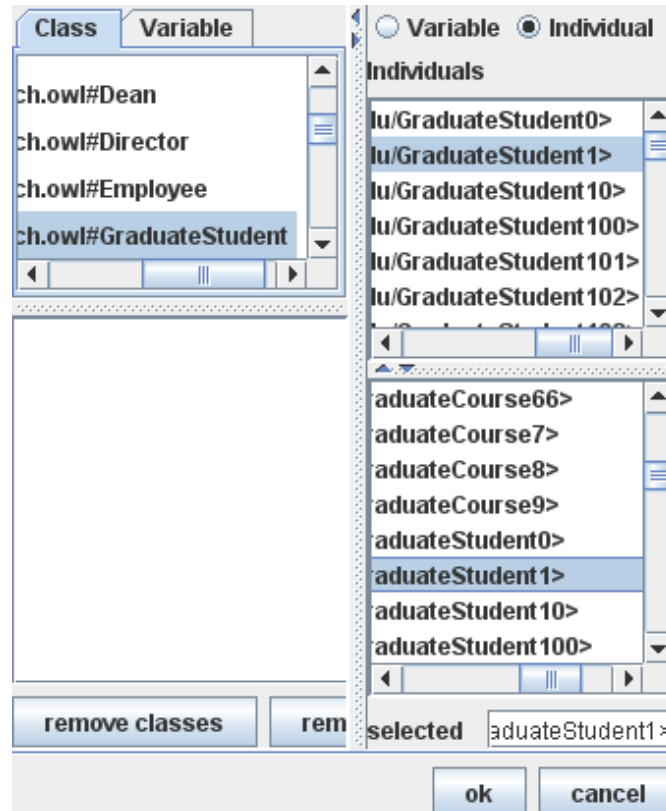 Class Variable
ch.owl#Dean
ch.owl#Director
ch.owl#Employee
ch.owl#GraduateStudent
remove classes rem
Variable Individual
Individuals
lu/GraduateStudent0>
lu/GraduateStudent1>
lu/GraduateStudent10>
lu/GraduateStudent100>
lu/GraduateStudent101>
lu/GraduateStudent102>
raduateCourse66>
raduateCourse7>
raduateCourse8>
raduateCourse9>
raduateStudent0>
raduateStudent1>
raduateStudent10>
raduateStudent100>
selected aduateStudent1>
ok cancel